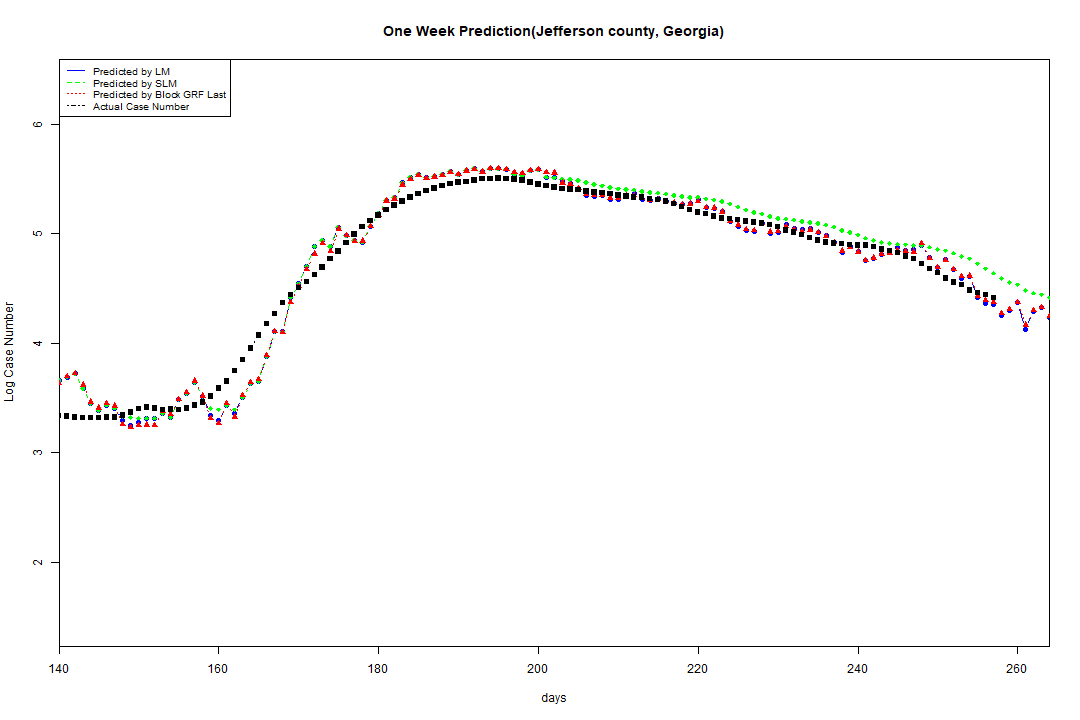 One Week Prediction(Jefferson county, Georgia)
Predicted by LM
Predicted by SLM
Predicted by Block GRF Last
Actual Case Number
6
5
4
3
2
Log Case Number
140 160 180 200 220 240 260
days